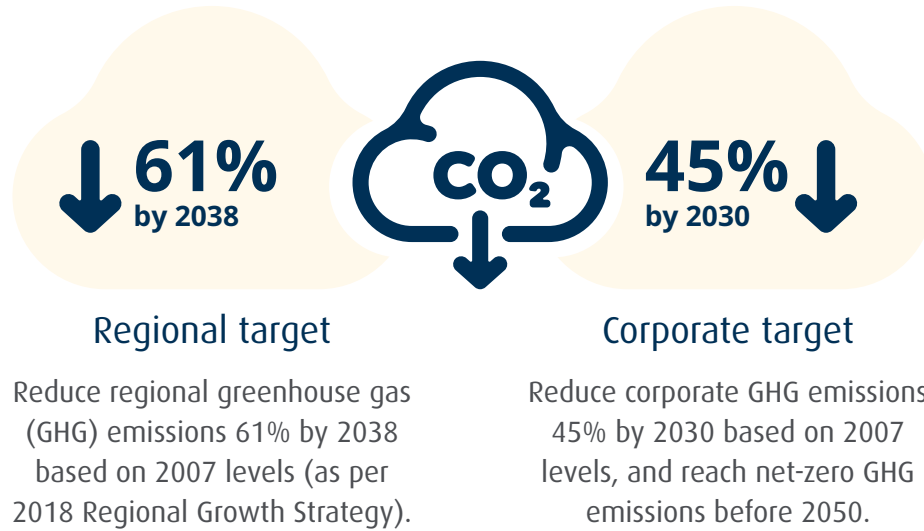 61%
by 2038
CO₂
45%
by 2030
Regional target
Reduce regional greenhouse gas
(GHG) emissions 61% by 2038
based on 2007 levels (as per
2018 Regional Growth Strategy).
Corporate target
Reduce corporate GHG emissions
45% by 2030 based on 2007
levels, and reach net-zero GHG
emissions before 2050.